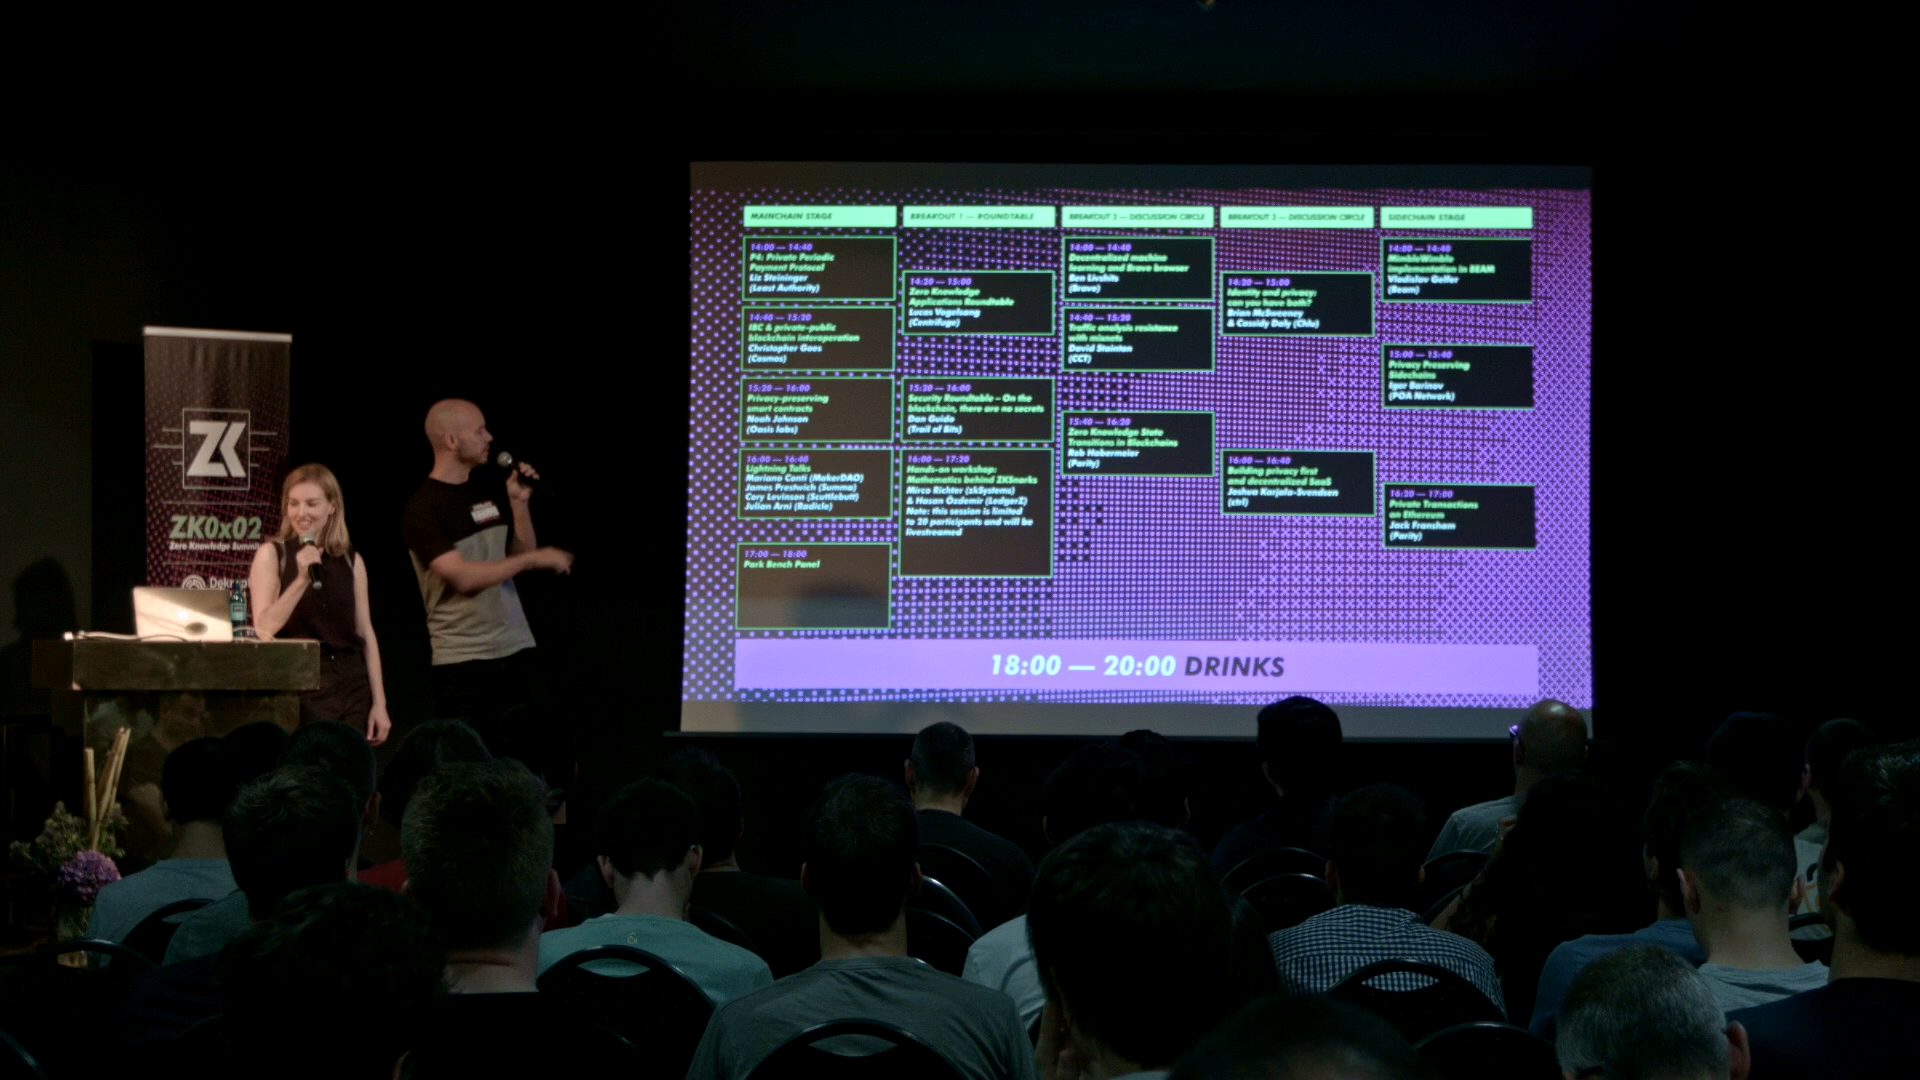 ZK
ZK0x02
Zero Knowledge Summit
MAINCHAIN STAGE
14:00 — 14:40
P4: Private Periodic
Payment Protocol
Liz Steininger
(Least Authority)
14:40 — 15:20
IBC & private-public
blockchain interoperation
Christopher Goes
(Cosmos)
15:20 — 16:00
Privacy-preserving
smart contracts
Noah Johnson
(Oasis labs)
16:00 — 16:40
Lightning Talks
Mariano Conti (MakerDAO)
James Prestwich (Summa)
Cory Levinson (Scuttlebutt)
Julian Arni (Radicle)
17:00 — 18:00
Park Bench Panel
BREAKOUT 1 — ROUNDTABLE
14:20 — 15:00
Zero Knowledge
Applications Roundtable
Lucas Vogelsang
(Centrifuge)
15:20 — 16:00
Security Roundtable – On the
blockchain, there are no secrets
Dan Guido
(Trail of Bits)
16:00 — 17:20
Hands-on workshop:
Mathematics behind ZKSnarks
Mirco Richter (zkSystems)
& Hasan Özdemir (LedgerZ)
Note: this session is limited
to 20 participants and will be
livestreamed
BREAKOUT 2 — DISCUSSION CIRCLE
14:00 — 14:40
Decentralized machine
learning and Brave browser
Ben Livshits
(Brave)
14:40 — 15:20
Traffic analysis resistance
with mixnets
David Stainton
(CCT)
15:40 — 16:20
Zero Knowledge State
Transitions in Blockchains
Rob Habermeier
(Parity)
BREAKOUT 3 — DISCUSSION CIRCLE
14:20 — 15:00
Identity and privacy:
can you have both?
Brian McSweeney
& Cassidy Daly (Chlu)
16:00 — 16:40
Building privacy first
and decentralized SaaS
Joshua Karjala-Svendsen
(ctrl)
SIDECHAIN STAGE
14:00 — 14:40
MimbleWimble
implementation in BEAM
Vladislav Gelfer
(Beam)
15:00 — 15:40
Privacy Preserving
Sidechains
Igor Barinov
(POA Network)
16:20 — 17:00
Private Transactions
on Ethereum
Jack Fransham
(Parity)
18:00 — 20:00 DRINKS